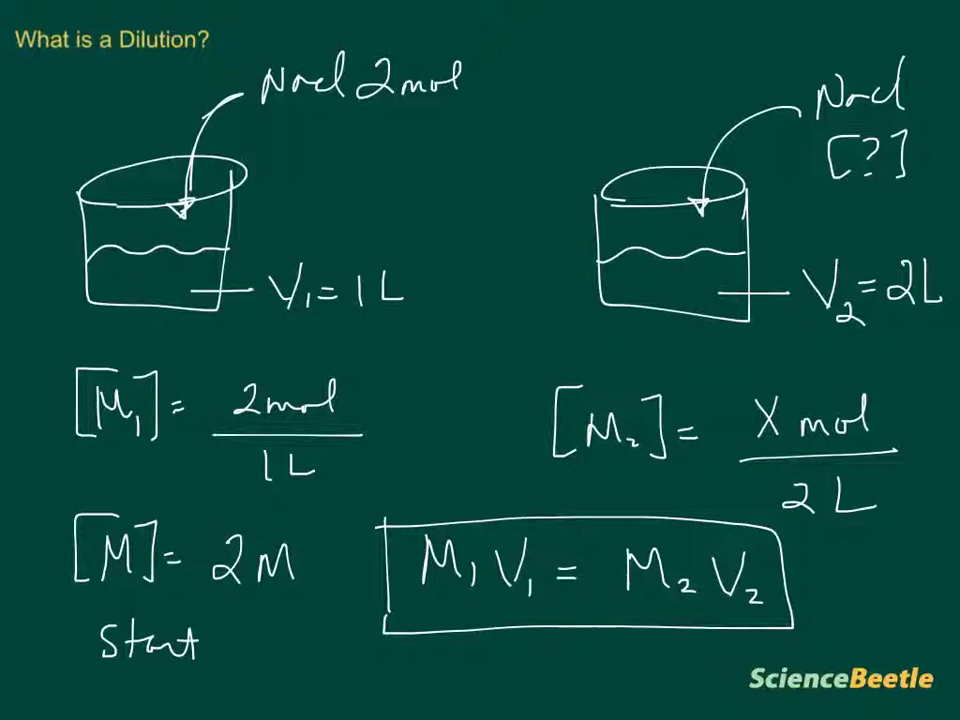 What is a Dilution?
Nacl 2mol
Nacl
[?]
V₁ = 1L
V₂ = 2L
[M₁] = 2mol
1L
[M₂] = X mol
2L
[M] = 2M
Start
M₁V₁ = M₂V₂
ScienceBeetle